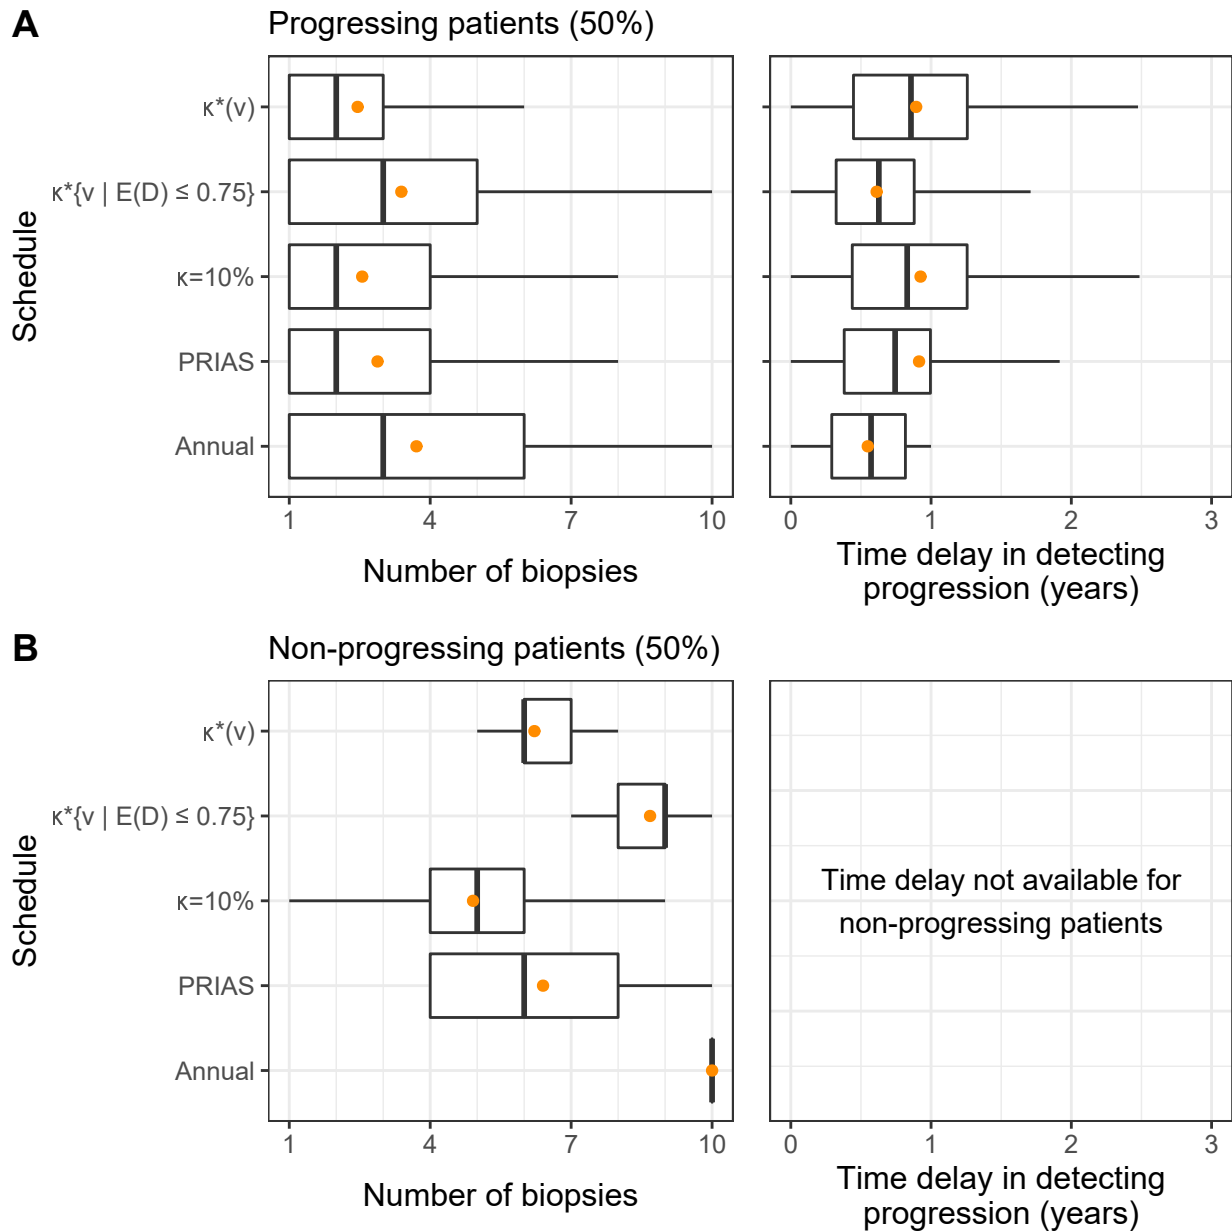 A
Progressing patients (50%)
Schedule
κ*(v)
κ*{v | E(D) ≤ 0.75}
κ=10%
PRIAS
Annual
1 4 7 10
Number of biopsies
0 1 2 3
Time delay in detecting
progression (years)
B
Non-progressing patients (50%)
Schedule
κ*(v)
κ*{v | E(D) ≤ 0.75}
κ=10%
PRIAS
Annual
1 4 7 10
Number of biopsies
Time delay not available for
non-progressing patients
0 1 2 3
Time delay in detecting
progression (years)